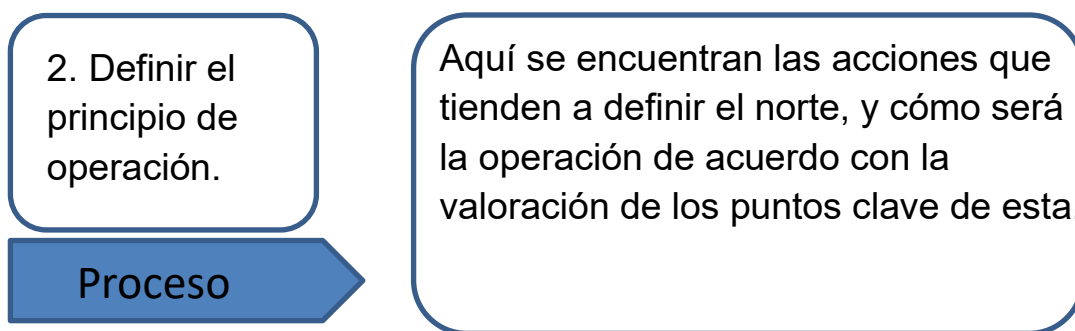 2. Definir el
principio de
operación.
Proceso
Aquí se encuentran las acciones que
tienden a definir el norte, y cómo será
la operación de acuerdo con la
valoración de los puntos clave de esta.